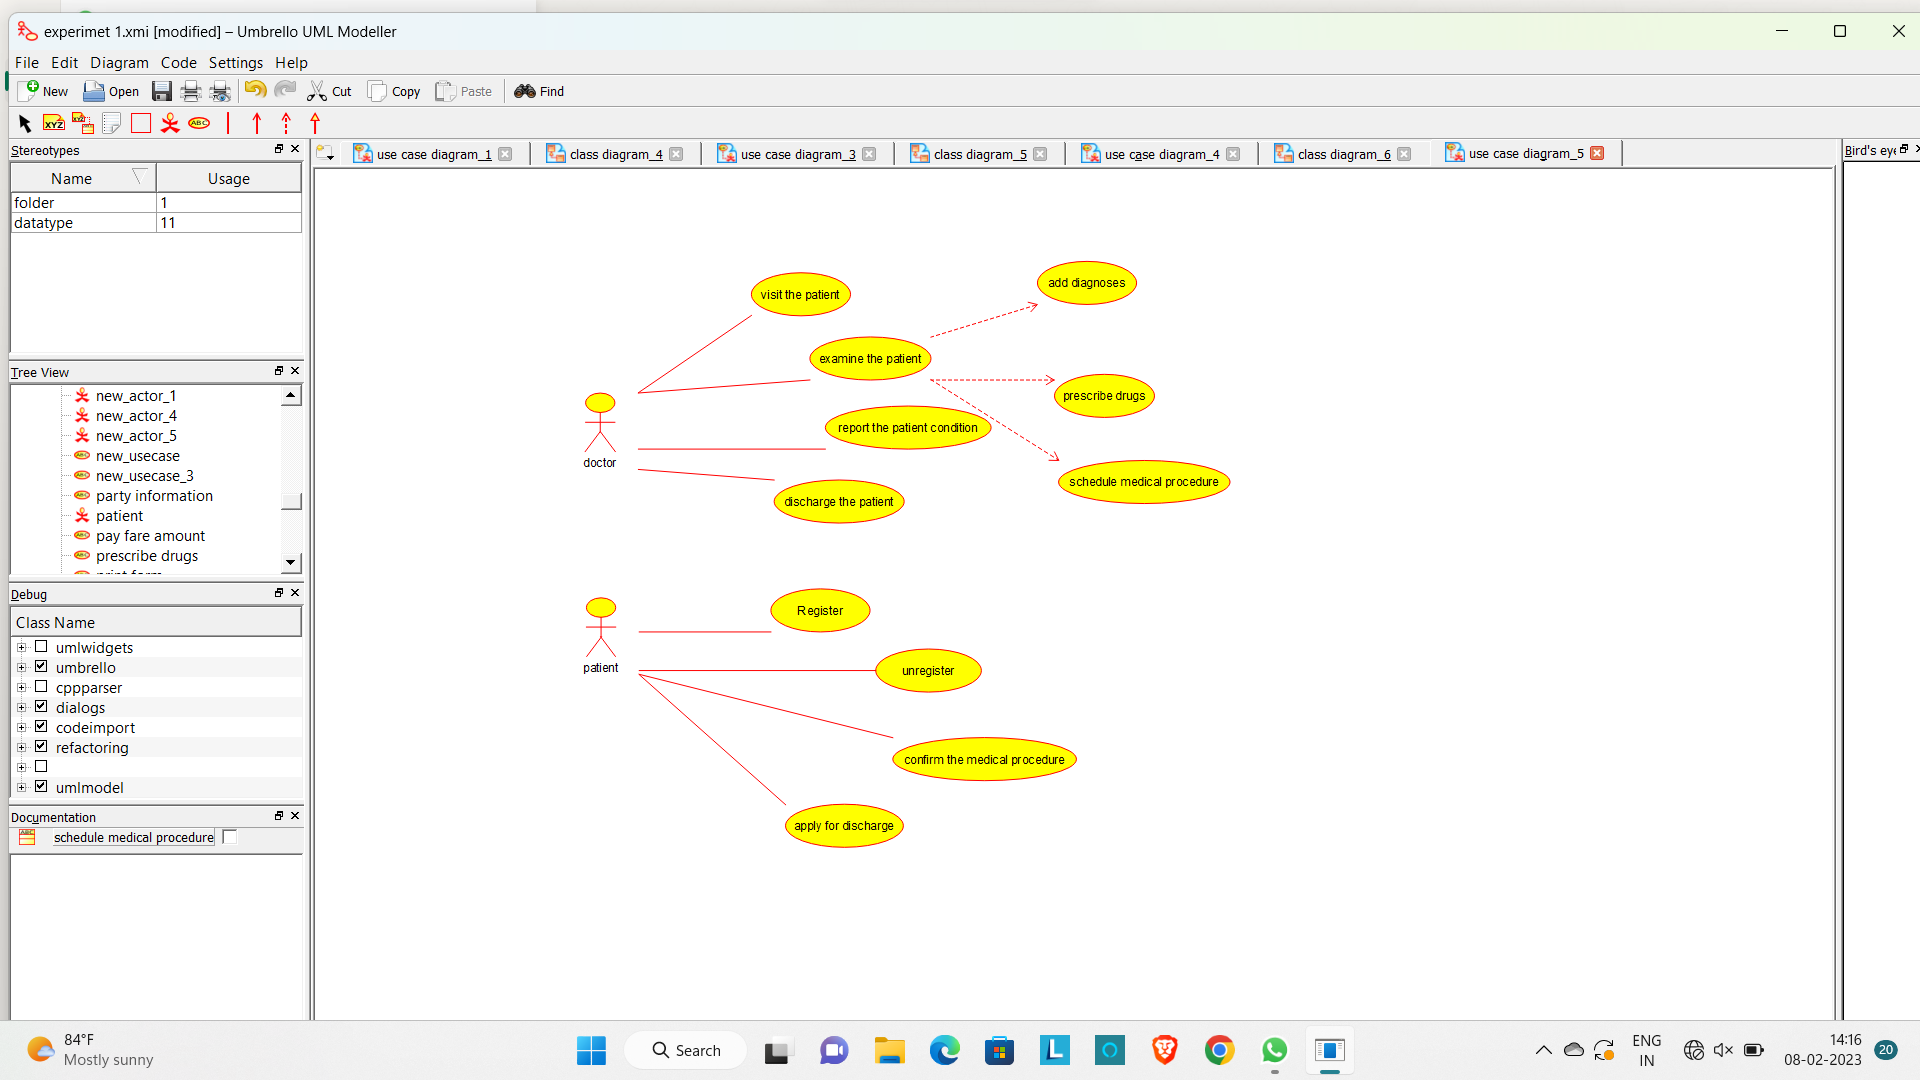 experimet 1.xmi [modified] – Umbrello UML Modeller
File Edit Diagram Code Settings Help
New Open Cut Copy Paste Find
XYZ ABC
Stereotypes
Name Usage
folder 1
datatype 11
Tree View
new_actor_1
new_actor_4
new_actor_5
new_usecase
new_usecase_3
party information
patient
pay fare amount
prescribe drugs
Debug
Class Name
umlwidgets
umbrello
cppparser
dialogs
codeimport
refactoring
umlmodel
Documentation
schedule medical procedure
use case diagram_1 class diagram_4 use case diagram_3 class diagram_5 use case diagram_4 class diagram_6 use case diagram_5
Bird's eye
visit the patient
add diagnoses
examine the patient
prescribe drugs
report the patient condition
doctor
schedule medical procedure
discharge the patient
Register
patient
unregister
confirm the medical procedure
apply for discharge
84°F
Mostly sunny
Search
ENG
IN
14:16
08-02-2023
20